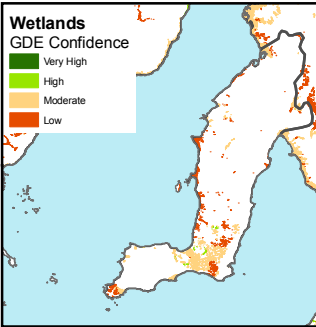 Wetlands
GDE Confidence
Very High
High
Moderate
Low